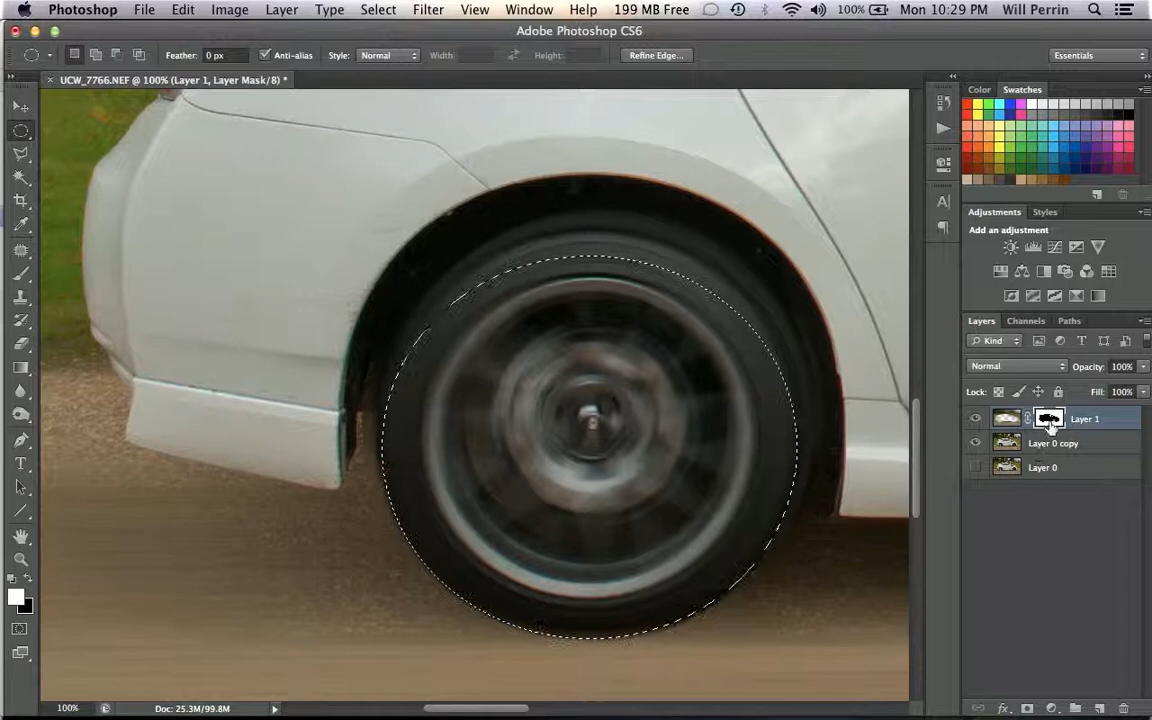 Photoshop File Edit Image Layer Type Select Filter View Window Help 199 MB Free 100% Mon 10:29 PM Will Perrin
Adobe Photoshop CS6
Feather: 0 px Anti-alias Style: Normal Width: Height: Refine Edge... Essentials
× UCW_7766.NEF @ 100% (Layer 1, Layer Mask/8) *
Color Swatches
Adjustments Styles
Add an adjustment
Layers Channels Paths
Kind
Normal Opacity: 100%
Lock: Fill: 100%
Layer 1
Layer 0 copy
Layer 0
100% Doc: 25.3M/99.8M